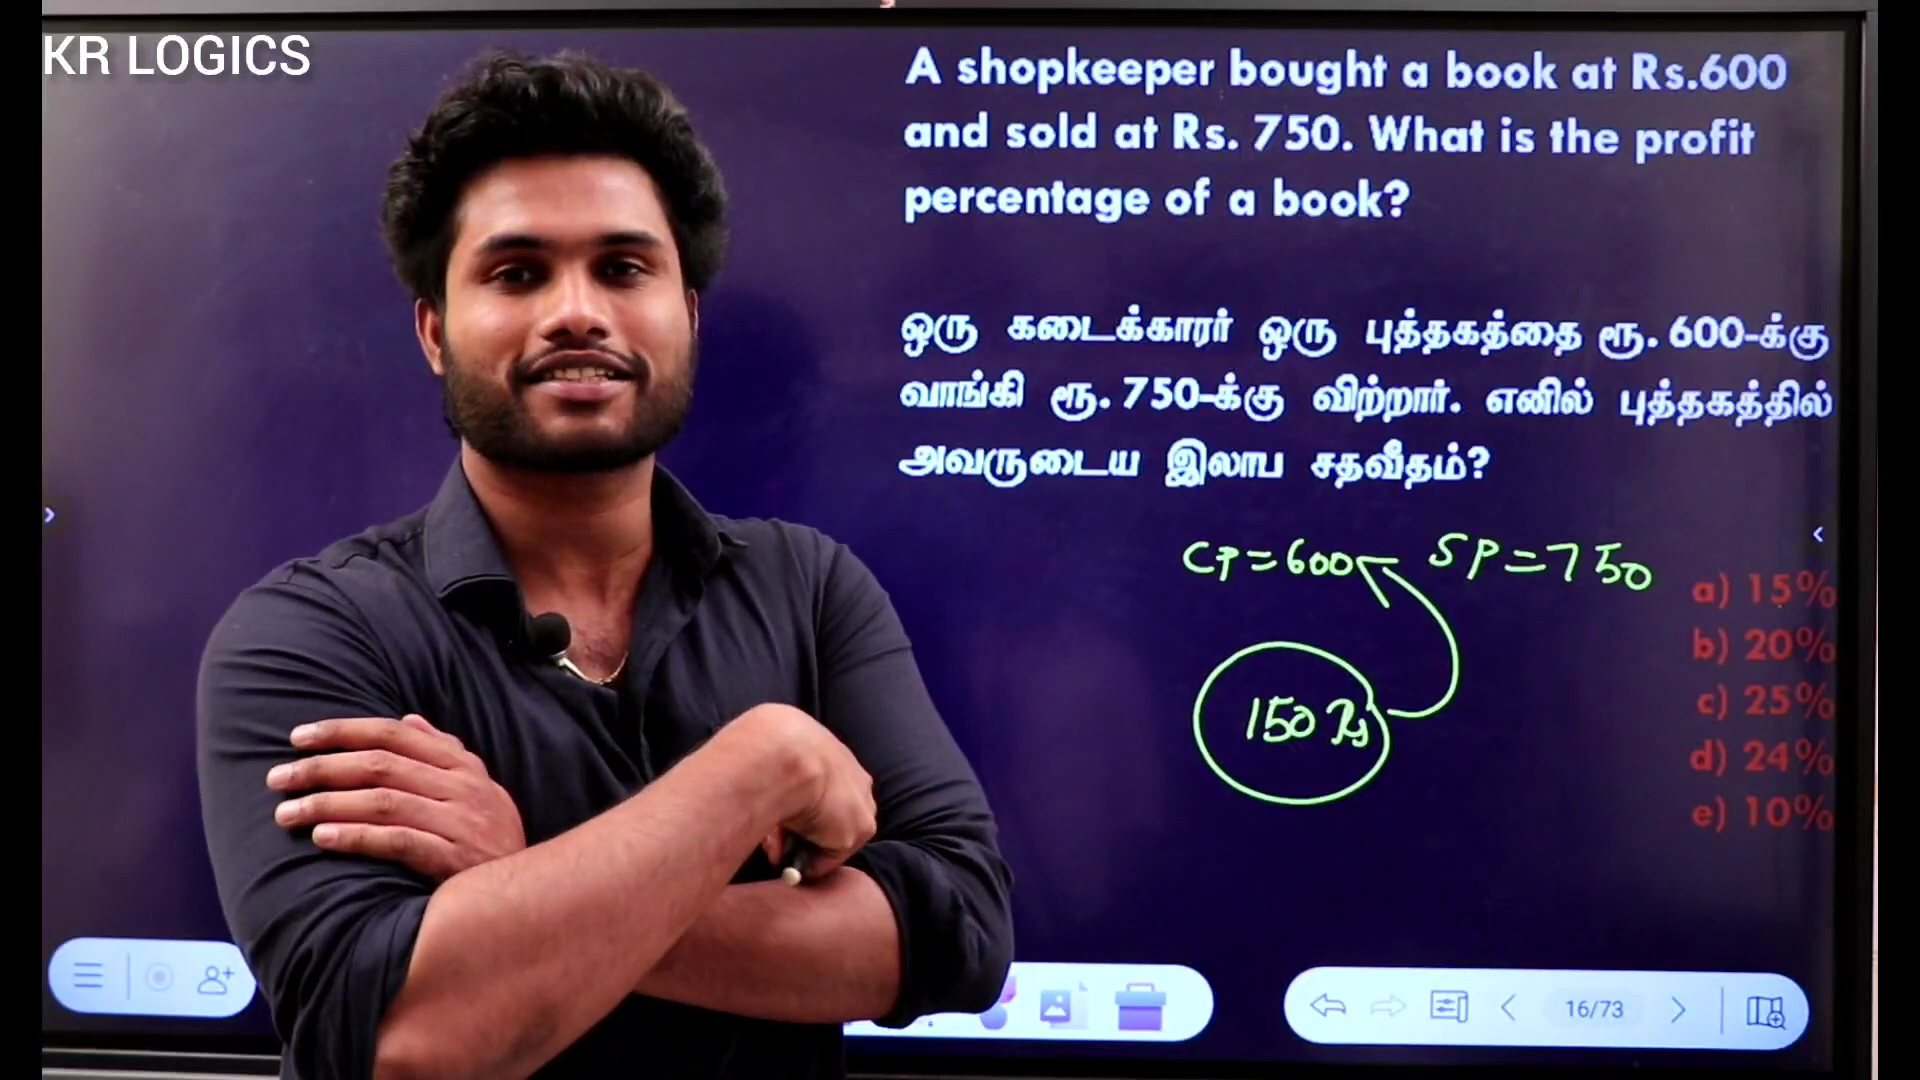 KR LOGICS
A shopkeeper bought a book at Rs.600
and sold at Rs. 750. What is the profit
percentage of a book?
ஒரு கடைக்காரர் ஒரு புத்தகத்தை ரூ. 600-க்கு
வாங்கி ரூ. 750-க்கு விற்றார். எனில் புத்தகத்தில்
அவருடைய இலாப சதவீதம்?
CP=600 SP=750
150 Rs
a) 15%
b) 20%
c) 25%
d) 24%
e) 10%
16/73